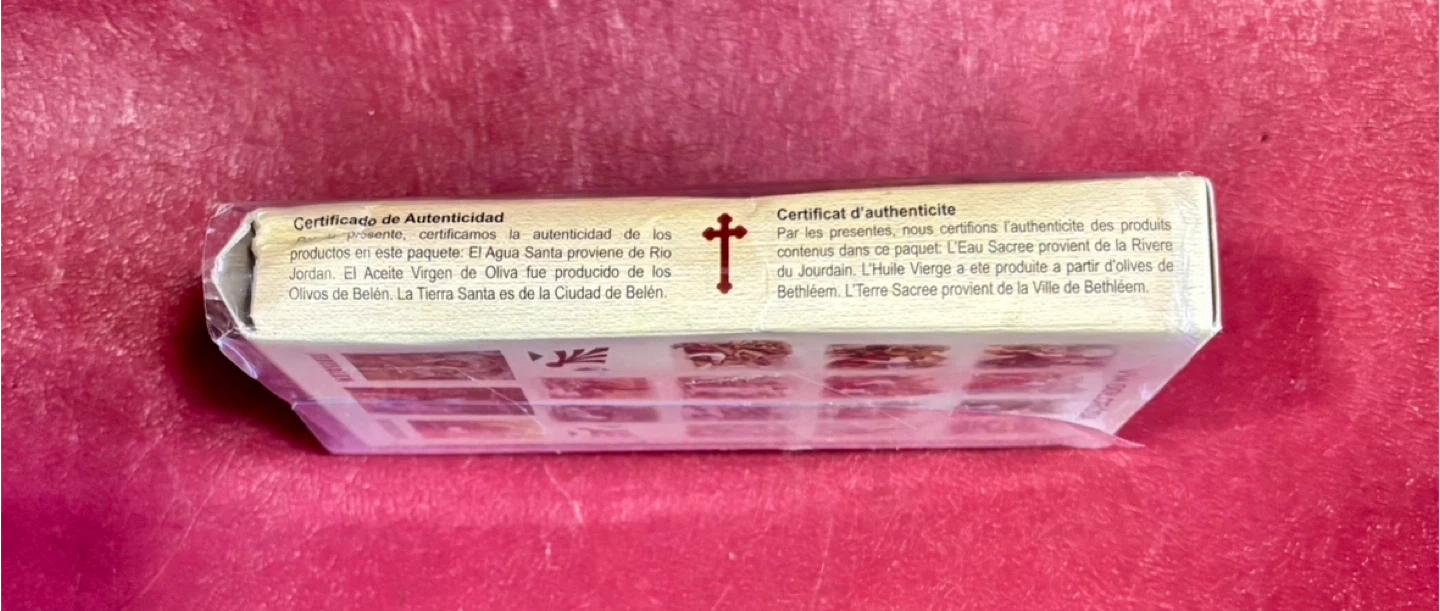 Certificado de Autenticidad
presente, certificamos la autenticidad de los
productos en este paquete: El Agua Santa proviene de Rio
Jordan. El Aceite Virgen de Oliva fue producido de los
Olivos de Belén. La Tierra Santa es de la Ciudad de Belén.
Certificat d'authenticite
Par les presentes, nous certifions l'authenticite des produits
contenus dans ce paquet: L'Eau Sacree provient de la Rivere
du Jourdain. L'Huile Vierge a ete produite a partir d'olives de
Bethléem. L'Terre Sacree provient de la Ville de Bethléem.